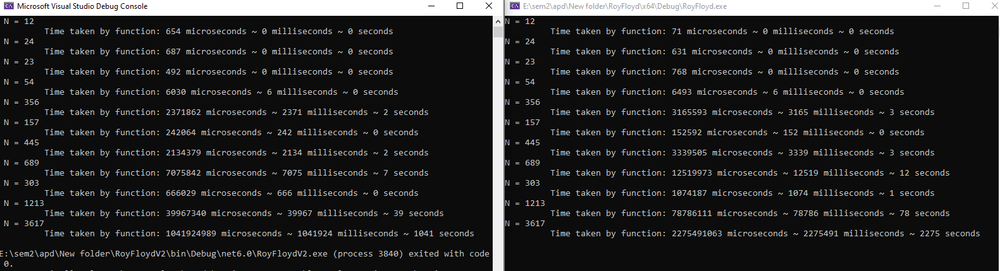 Microsoft Visual Studio Debug Console
N = 12
Time taken by function: 654 microseconds ~ 0 milliseconds ~ 0 seconds
N = 24
Time taken by function: 687 microseconds ~ 0 milliseconds ~ 0 seconds
N = 23
Time taken by function: 492 microseconds ~ 0 milliseconds ~ 0 seconds
N = 54
Time taken by function: 6030 microseconds ~ 6 milliseconds ~ 0 seconds
N = 356
Time taken by function: 2371862 microseconds ~ 2371 milliseconds ~ 2 seconds
N = 157
Time taken by function: 242064 microseconds ~ 242 milliseconds ~ 0 seconds
N = 445
Time taken by function: 2134379 microseconds ~ 2134 milliseconds ~ 2 seconds
N = 689
Time taken by function: 7075842 microseconds ~ 7075 milliseconds ~ 7 seconds
N = 303
Time taken by function: 666029 microseconds ~ 666 milliseconds ~ 0 seconds
N = 1213
Time taken by function: 39967340 microseconds ~ 39967 milliseconds ~ 39 seconds
N = 3617
Time taken by function: 1041924989 microseconds ~ 1041924 milliseconds ~ 1041 seconds
E:\sem2\apd\New folder\RoyFloydV2\bin\Debug\net6.0\RoyFloydV2.exe (process 3840) exited with code
0.
E:\sem2\apd\New folder\RoyFloyd\x64\Debug\RoyFloyd.exe
N = 12
Time taken by function: 71 microseconds ~ 0 milliseconds ~ 0 seconds
N = 24
Time taken by function: 631 microseconds ~ 0 milliseconds ~ 0 seconds
N = 23
Time taken by function: 768 microseconds ~ 0 milliseconds ~ 0 seconds
N = 54
Time taken by function: 6493 microseconds ~ 6 milliseconds ~ 0 seconds
N = 356
Time taken by function: 3165593 microseconds ~ 3165 milliseconds ~ 3 seconds
N = 157
Time taken by function: 152592 microseconds ~ 152 milliseconds ~ 0 seconds
N = 445
Time taken by function: 3339505 microseconds ~ 3339 milliseconds ~ 3 seconds
N = 689
Time taken by function: 12519973 microseconds ~ 12519 milliseconds ~ 12 seconds
N = 303
Time taken by function: 1074187 microseconds ~ 1074 milliseconds ~ 1 seconds
N = 1213
Time taken by function: 78786111 microseconds ~ 78786 milliseconds ~ 78 seconds
N = 3617
Time taken by function: 2275491063 microseconds ~ 2275491 milliseconds ~ 2275 seconds